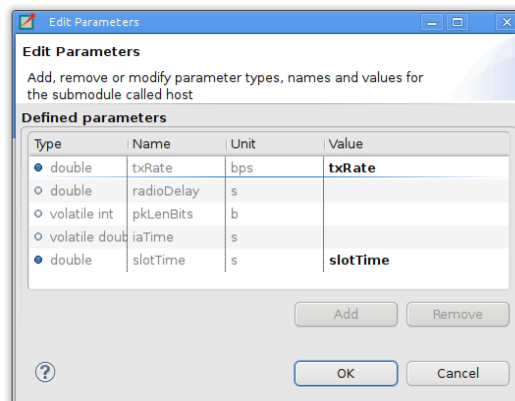 Edit Parameters
Edit Parameters
Add, remove or modify parameter types, names and values for
the submodule called host
Defined parameters
Type Name Unit Value
double txRate bps txRate
double radioDelay s
volatile int pkLenBits b
volatile doub iaTime s
double slotTime s slotTime
Add Remove
? OK Cancel